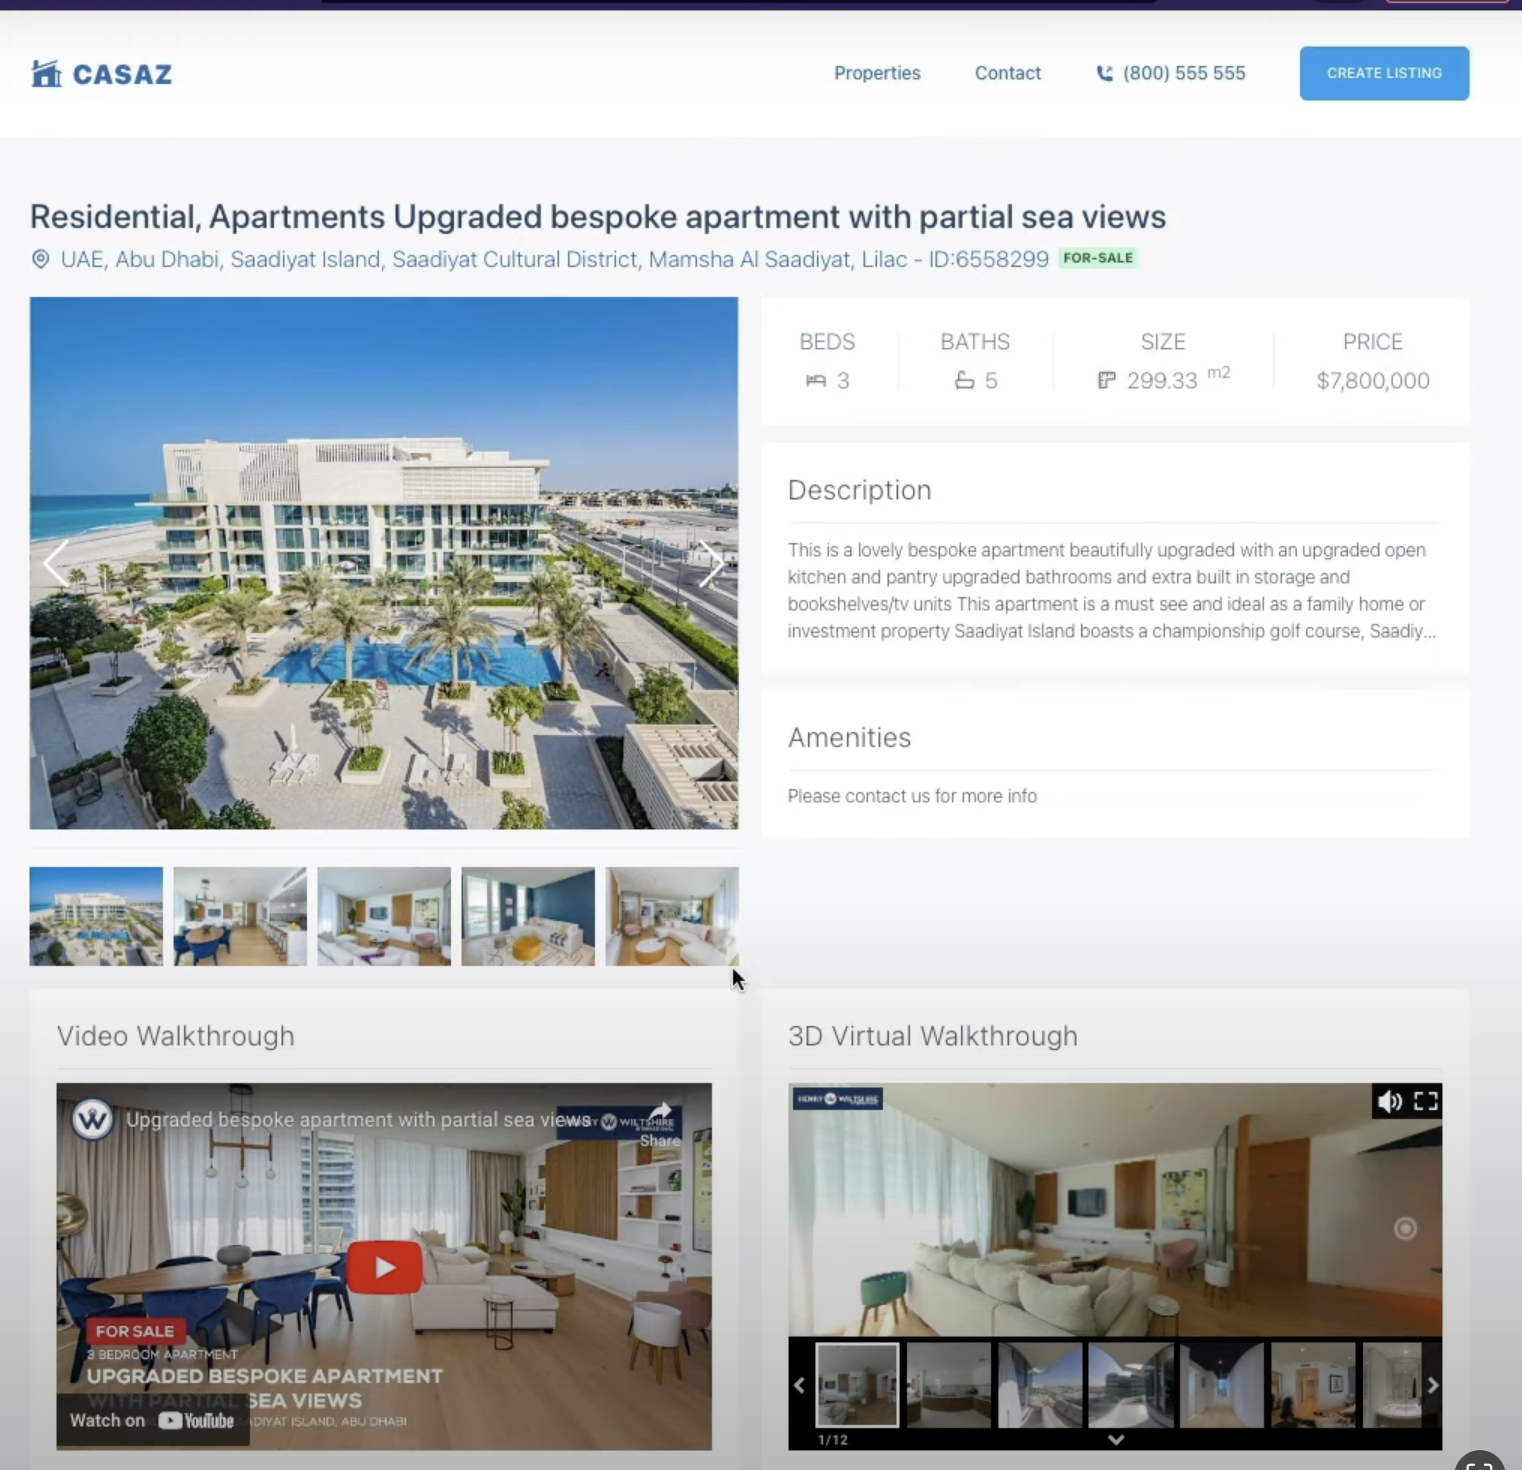 CASAZ
Properties
Contact
(800) 555 555
CREATE LISTING
Residential, Apartments Upgraded bespoke apartment with partial sea views
UAE, Abu Dhabi, Saadiyat Island, Saadiyat Cultural District, Mamsha Al Saadiyat, Lilac - ID:6558299 FOR-SALE
BEDS
3
BATHS
5
SIZE
299.33 m2
PRICE
$7,800,000
Description
This is a lovely bespoke apartment beautifully upgraded with an upgraded open
kitchen and pantry upgraded bathrooms and extra built in storage and
bookshelves/tv units This apartment is a must see and ideal as a family home or
investment property Saadiyat Island boasts a championship golf course, Saadiy...
Amenities
Please contact us for more info
Video Walkthrough
W
Upgraded bespoke apartment with partial sea views
W WILTSHIRE
Share
FOR SALE
3 BEDROOM APARTMENT
UPGRADED BESPOKE APARTMENT
WITH PARTIAL SEA VIEWS
ADIYAT ISLAND, ABU DHABI
Watch on YouTube
3D Virtual Walkthrough
HENRY W WILTSHIRE
1/12